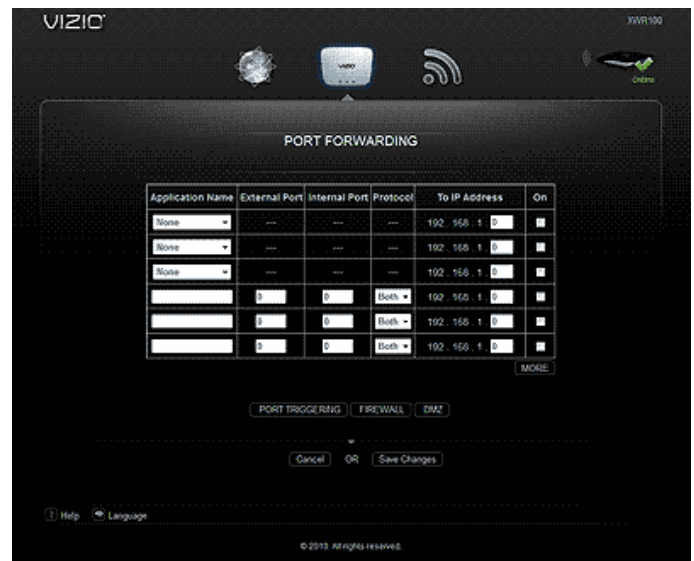 VIZIO
XWR100
VIZIO
Online
PORT FORWARDING
Application Name External Port Internal Port Protocol To IP Address On
None --- --- --- 192 . 168 . 1 . 0
None --- --- --- 192 . 168 . 1 . 0
None --- --- --- 192 . 168 . 1 . 0
0 0 Both 192 . 168 . 1 . 0
0 0 Both 192 . 168 . 1 . 0
0 0 Both 192 . 168 . 1 . 0
MORE
PORT TRIGGERING FIREWALL DMZ
Cancel OR Save Changes
? Help Language
© 2010. All rights reserved.